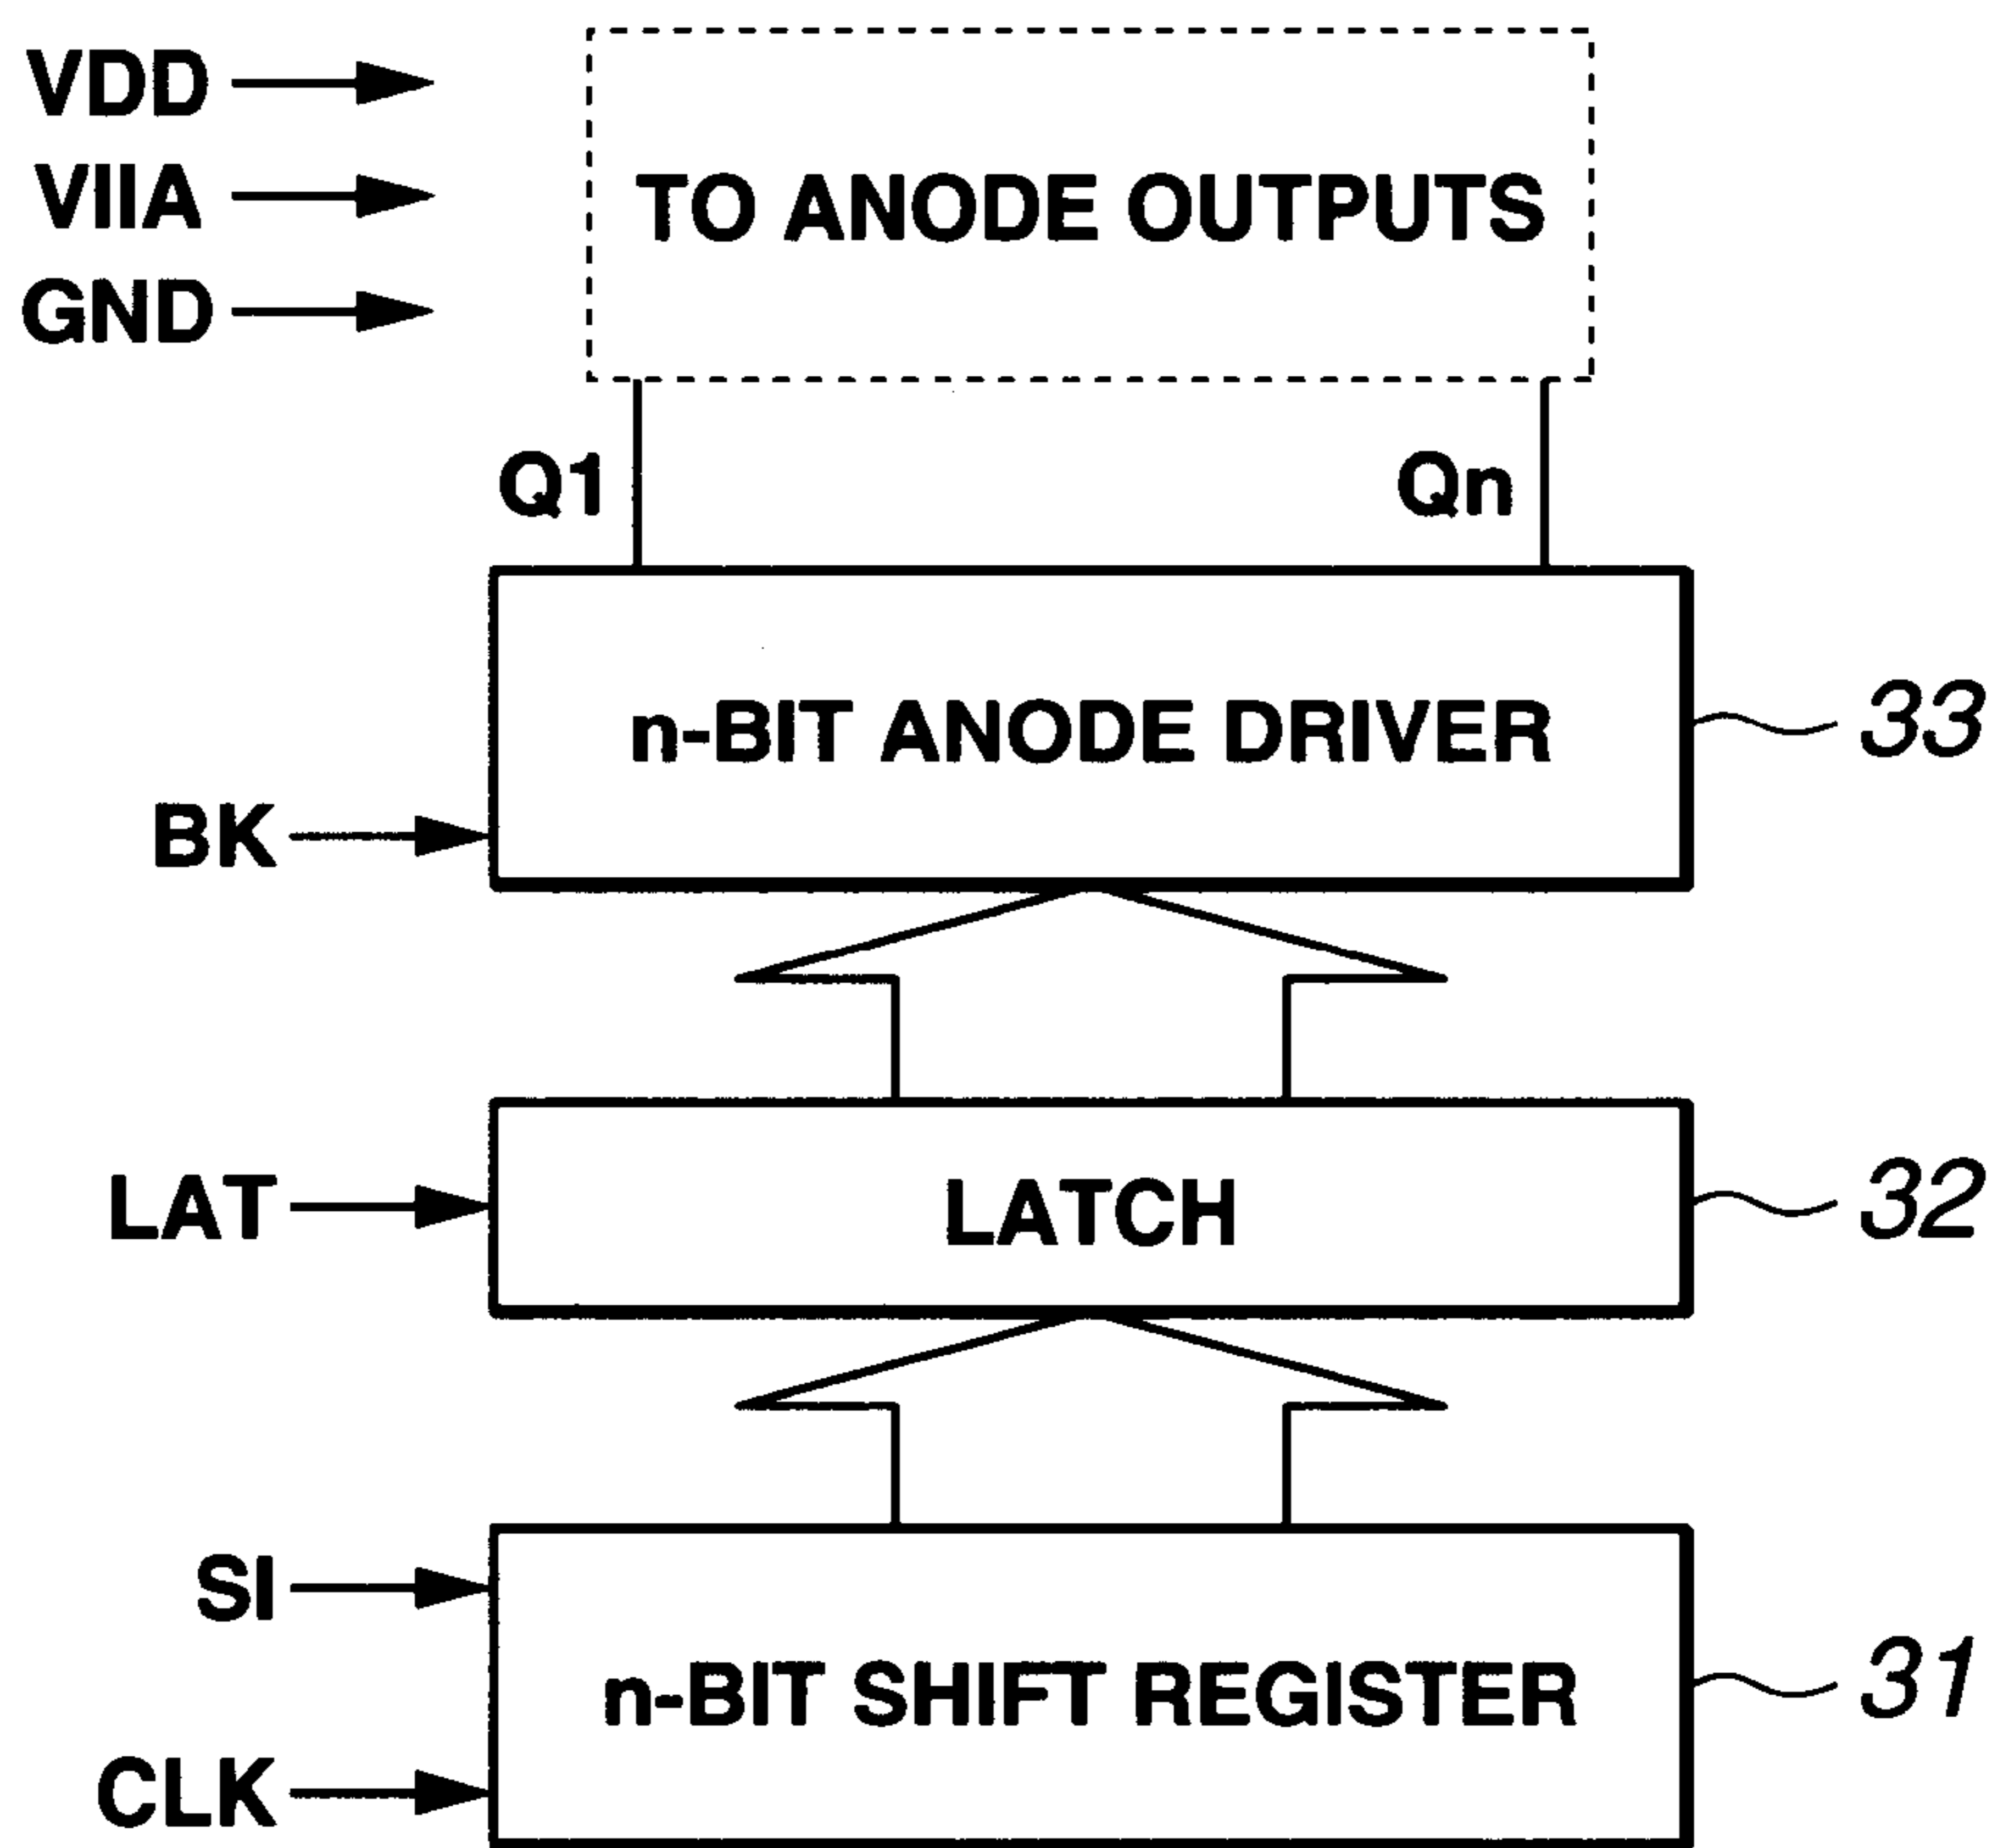 VDD
VIIA
GND
TO ANODE OUTPUTS
Q1
Qn
n-BIT ANODE DRIVER
33
BK
LAT
LATCH
32
SI
n-BIT SHIFT REGISTER
31
CLK